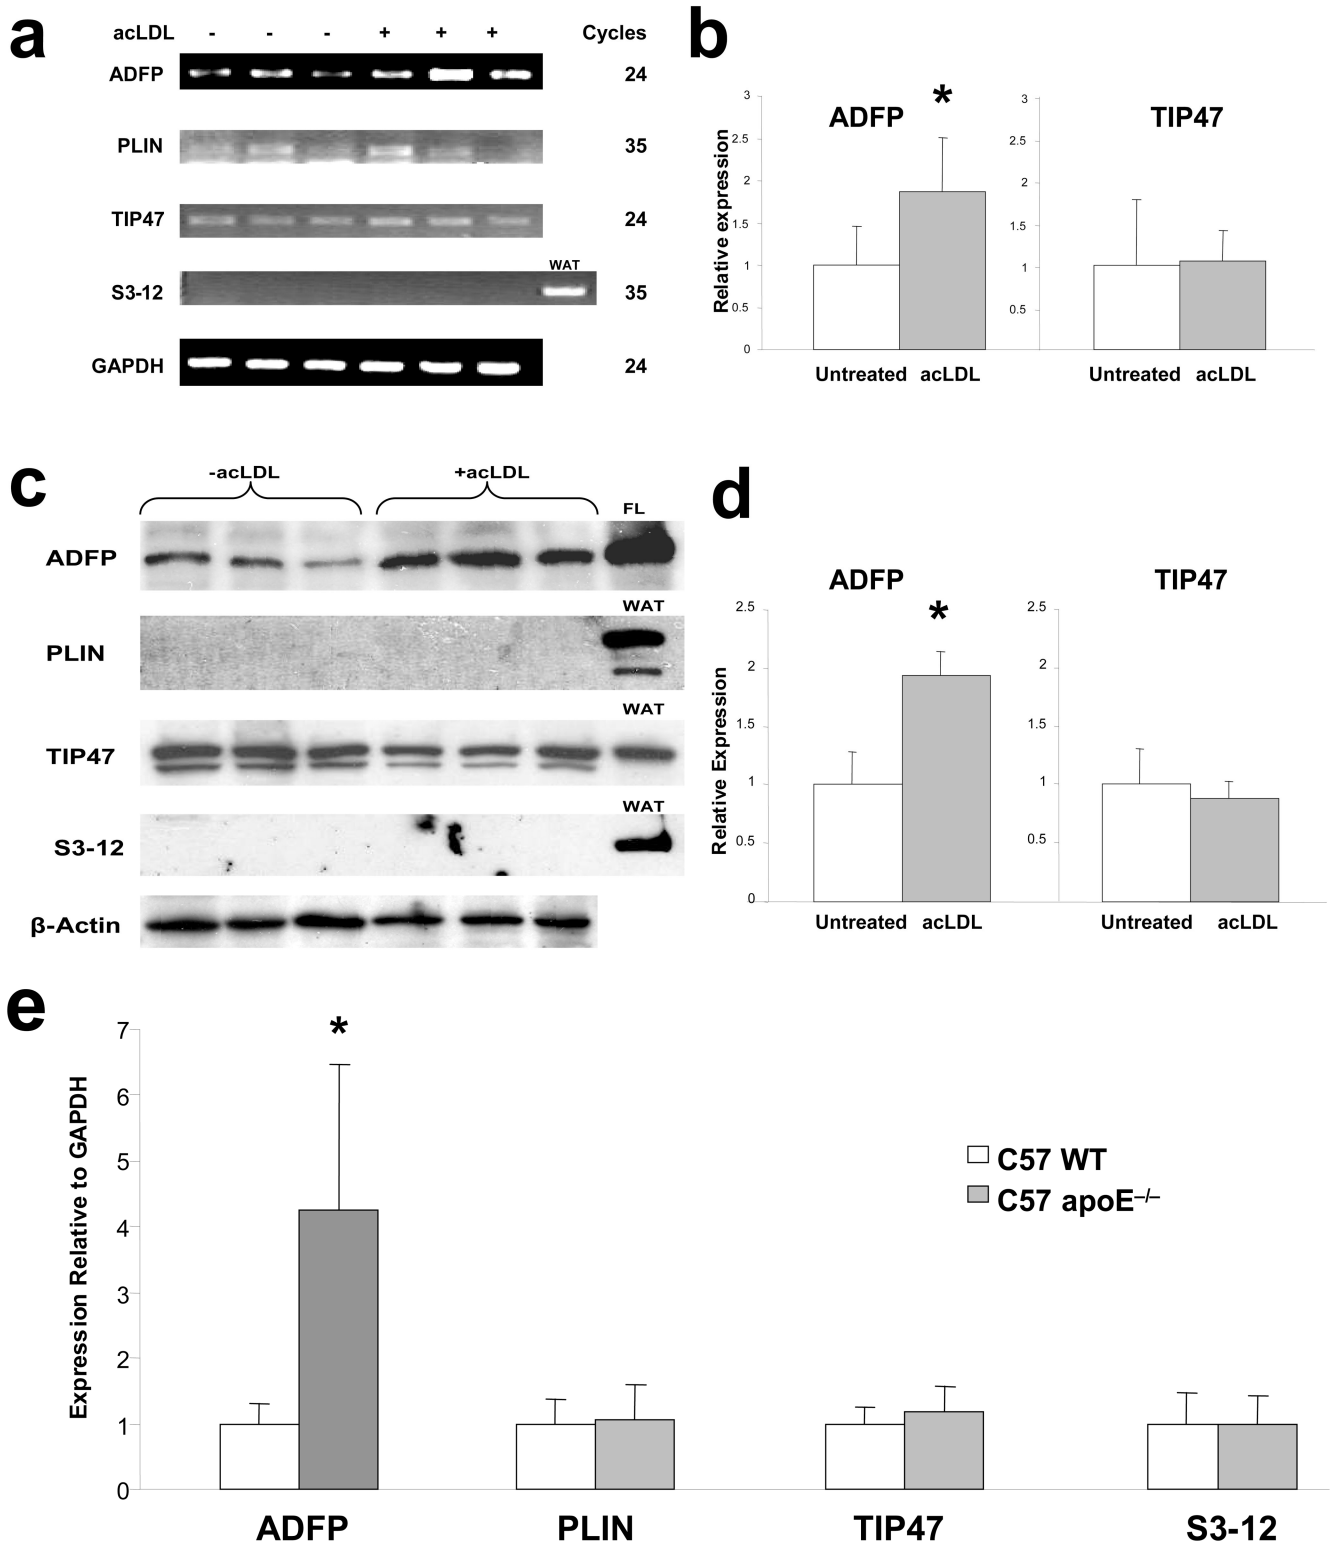 a
acLDL - - - + + + Cycles
ADFP 24
PLIN 35
TIP47 24
WAT
S3-12 35
GAPDH 24
b
Relative expression
3
2.5
2
1.5
1
0.5
0
ADFP
*
Untreated acLDL
3
2.5
2
1.5
1
0.5
TIP47
Untreated acLDL
c
-acLDL +acLDL
FL
ADFP
WAT
PLIN
WAT
TIP47
WAT
S3-12
β-Actin
d
Relative Expression
2.5
2
1.5
1
0.5
0
ADFP
*
Untreated acLDL
2.5
2
1.5
1
0.5
TIP47
Untreated acLDL
e
Expression Relative to GAPDH
7
6
5
4
3
2
1
0
*
C57 WT
C57 apoE–/–
ADFP PLIN TIP47 S3-12